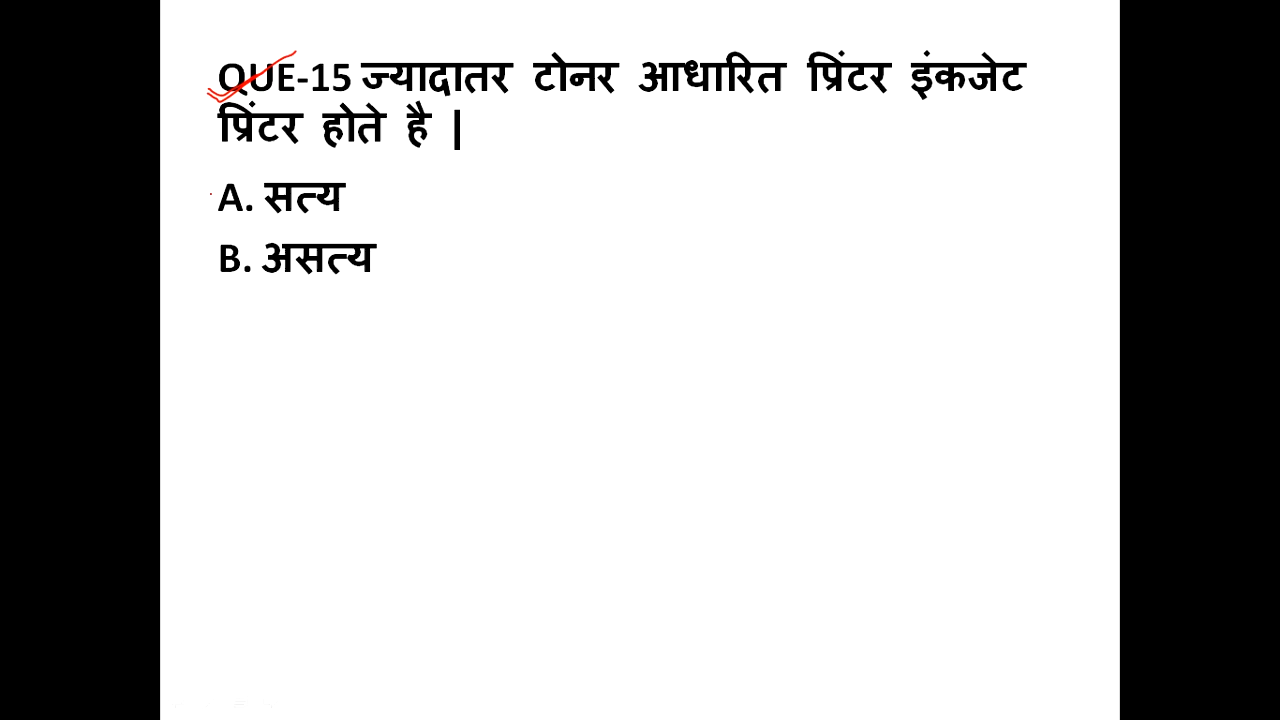 QUE-15 ज्यादातर टोनर आधारित प्रिंटर इंकजेट
प्रिंटर होते है |
A. सत्य
B. असत्य